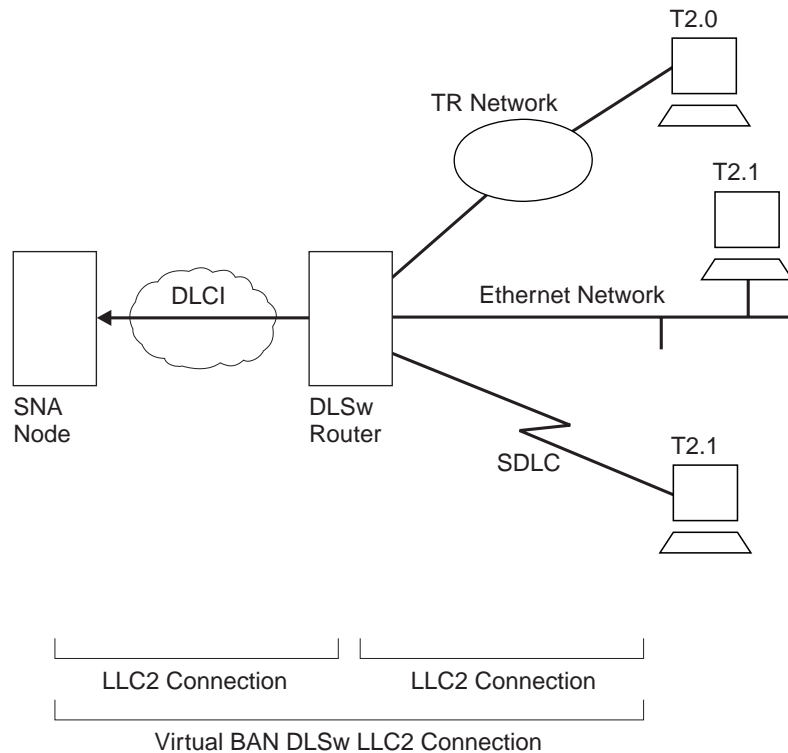 T2.0
TR Network
T2.1
DLCI
Ethernet Network
SNA
Node
DLSw
Router
SDLC
T2.1
LLC2 Connection
LLC2 Connection
Virtual BAN DLSw LLC2 Connection